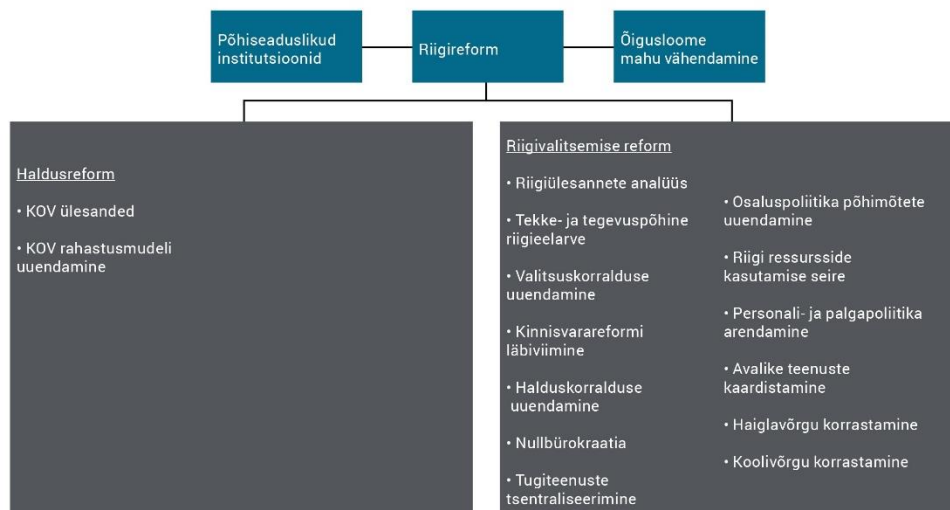 Põhiseaduslikud
institutsioonid
Riigireform
Õigusloome
mahu vähendamine
Haldusreform
• KOV ülesanded
• KOV rahastusmudeli
uuendamine
Riigivalitsemise reform
• Riigiülesannete analüüs
• Tekke- ja tegevuspõhine
riigieelarve
• Valitsuskorralduse
uuendamine
• Kinnisvarareformi
läbiviimine
• Halduskorralduse
uuendamine
• Nullbürokraatia
• Tugiteenuste
tsentraliseerimine
• Osaluspoliitika põhimõtete
uuendamine
• Riigi ressursside
kasutamise seire
• Personali- ja palgapoliitika
arendamine
• Avalike teenuste
kaardistamine
• Haiglavõrgu korrastamine
• Koolivõrgu korrastamine